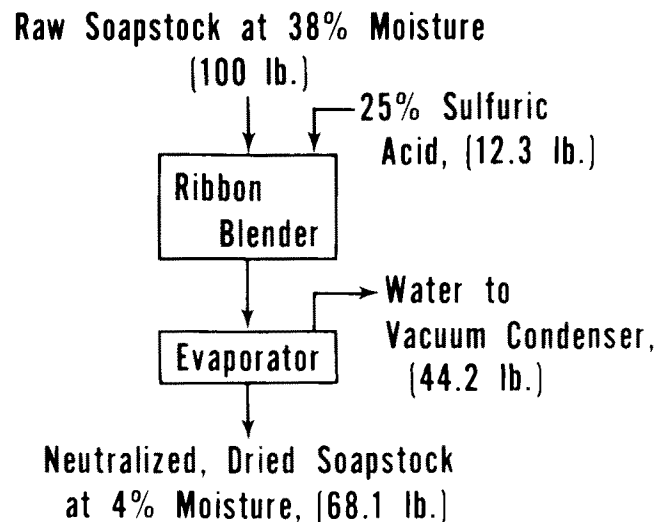 Raw Soapstock at 38% Moisture
(100 lb.)
25% Sulfuric
Acid, (12.3 lb.)
Ribbon
Blender
Water to
Vacuum Condenser,
(44.2 lb.)
Evaporator
Neutralized, Dried Soapstock
at 4% Moisture, (68.1 lb.)